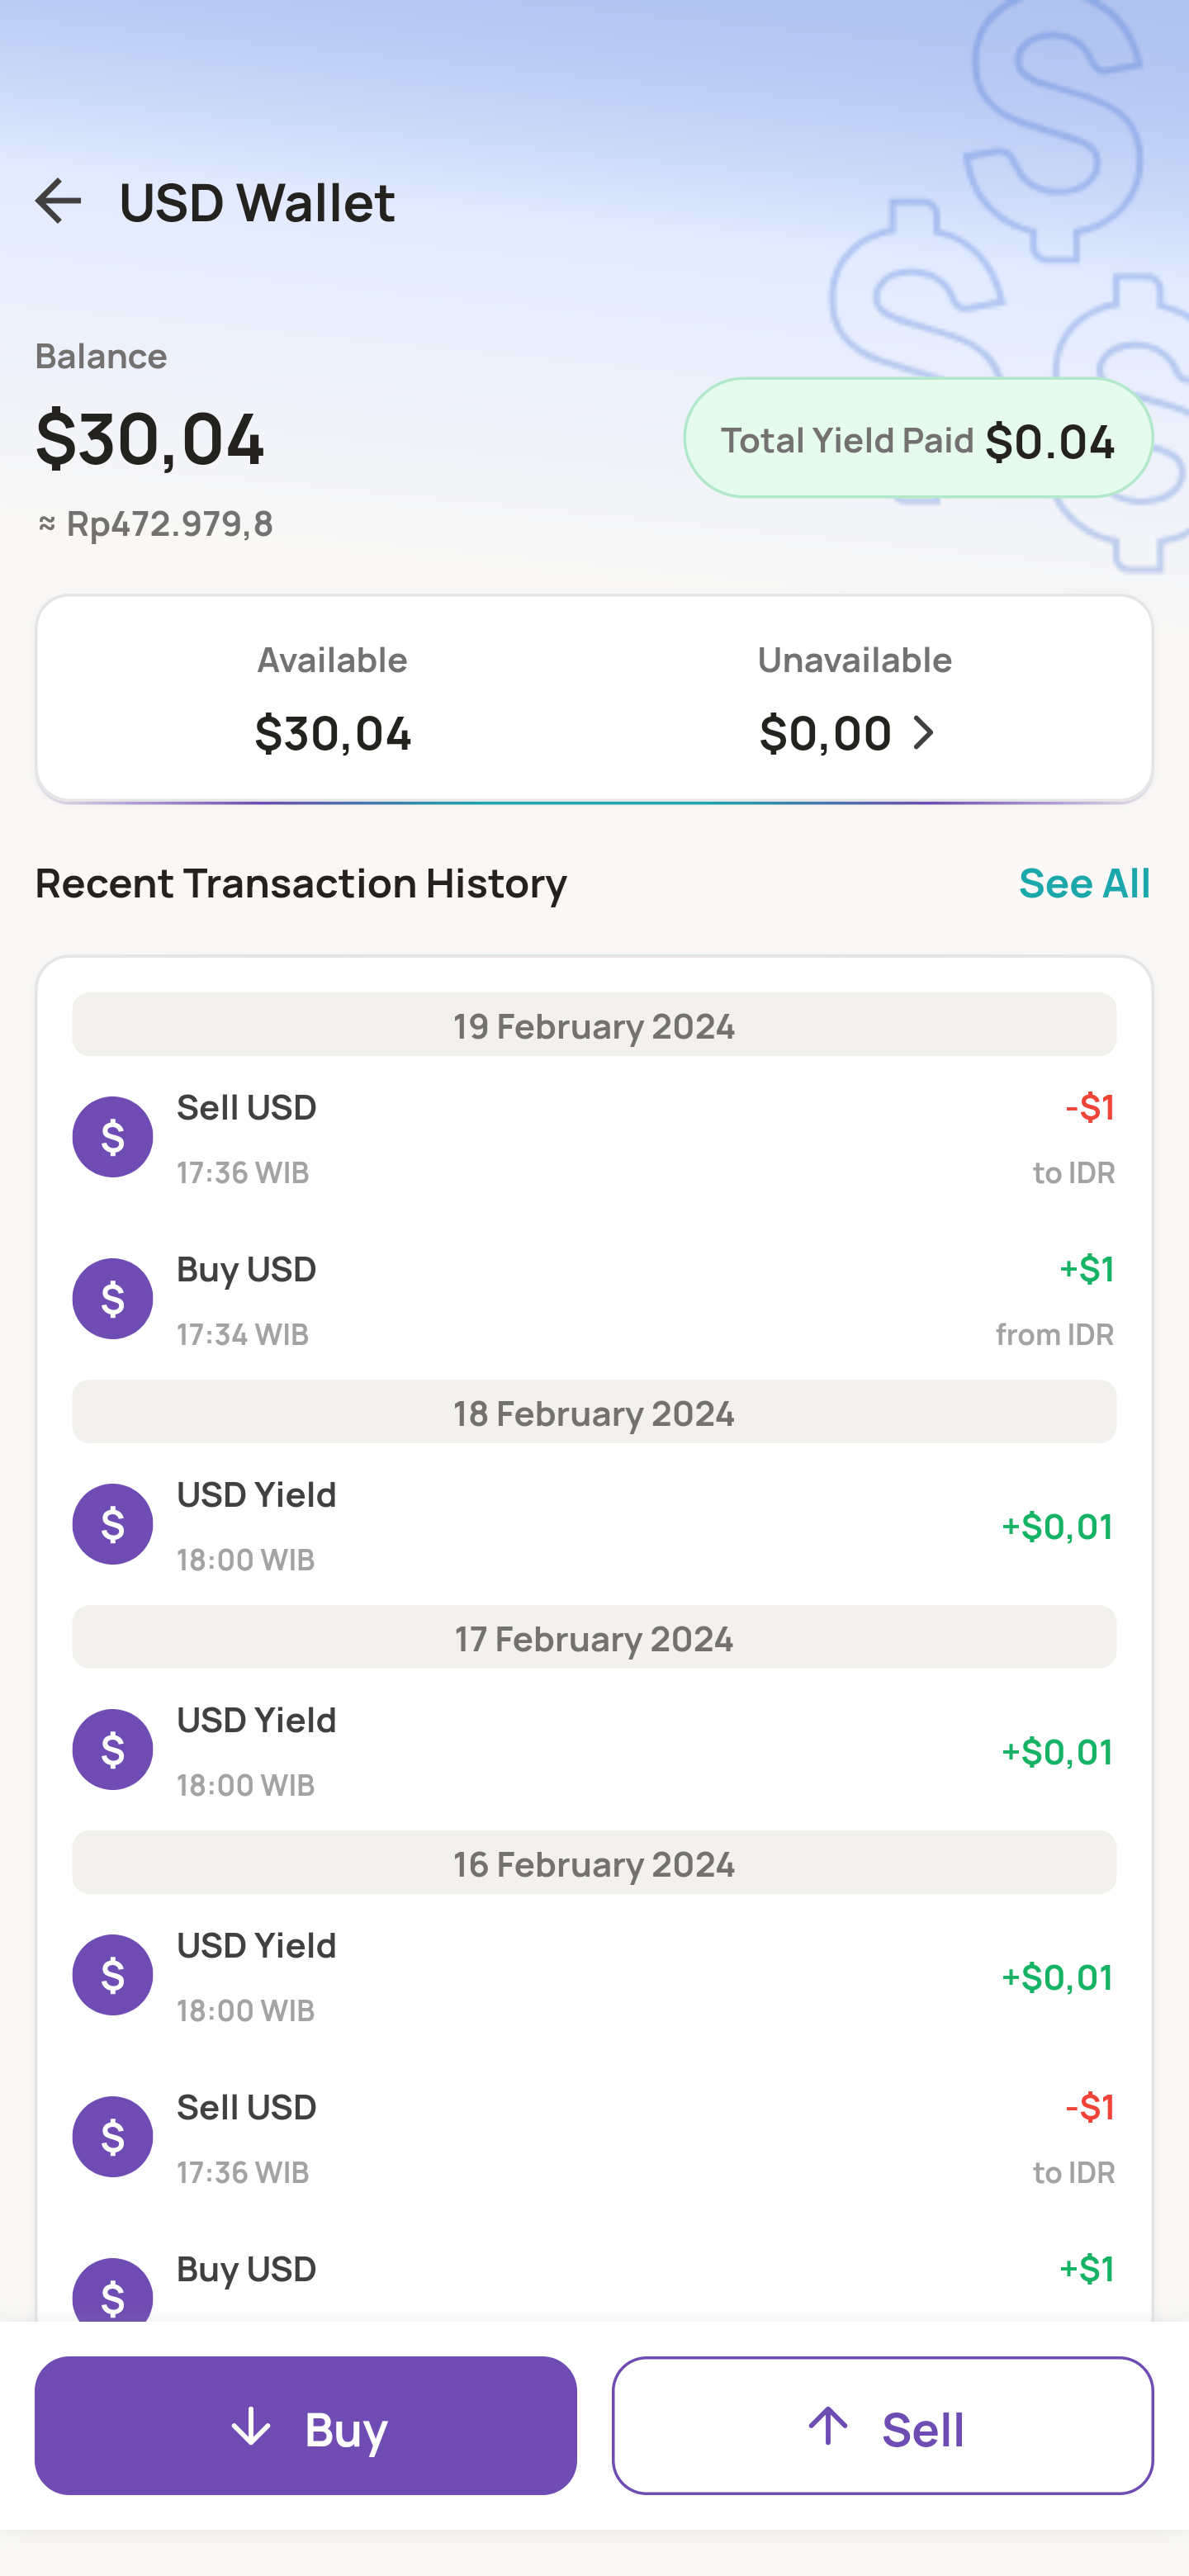 USD Wallet
Balance
$30,04
Total Yield Paid $0.04
≈ Rp472.979,8
Available
Unavailable
$30,04
$0,00
Recent Transaction History
See All
19 February 2024
Sell USD
-$1
17:36 WIB
to IDR
Buy USD
+$1
17:34 WIB
from IDR
18 February 2024
USD Yield
+$0,01
18:00 WIB
17 February 2024
USD Yield
+$0,01
18:00 WIB
16 February 2024
USD Yield
+$0,01
18:00 WIB
Sell USD
-$1
17:36 WIB
to IDR
Buy USD
+$1
Buy
Sell